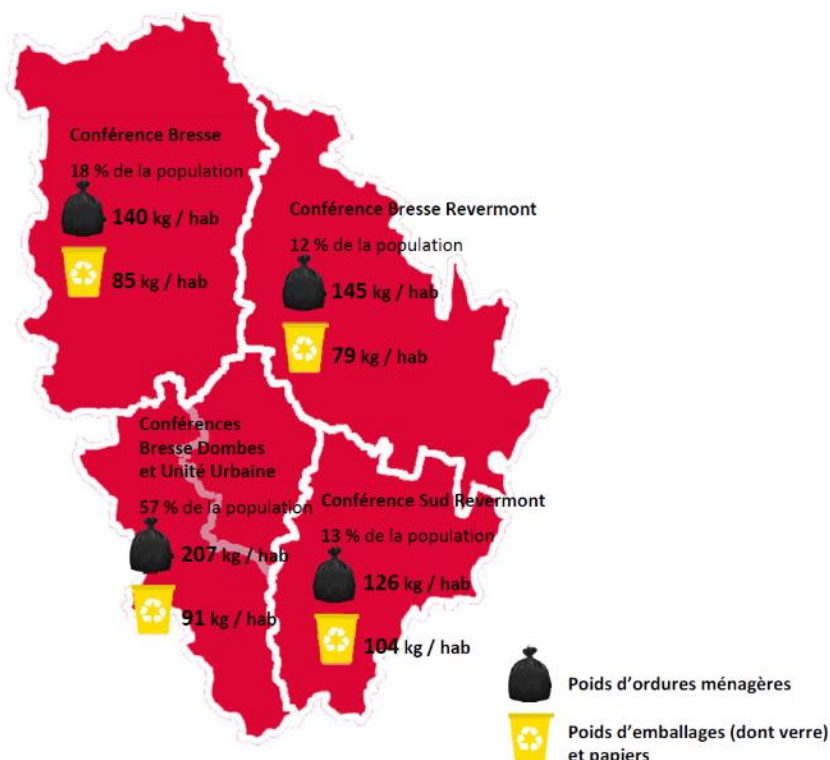 Conférence Bresse
18 % de la population
140 kg / hab
85 kg / hab
Conférence Bresse Revermont
12 % de la population
145 kg / hab
79 kg / hab
Conférences
Bresse Dombes
et Unité Urbaine
57 % de la population
207 kg / hab
91 kg / hab
Conférence Sud Revermont
13 % de la population
126 kg / hab
104 kg / hab
Poids d'ordures ménagères
Poids d'emballages (dont verre)
et papiers